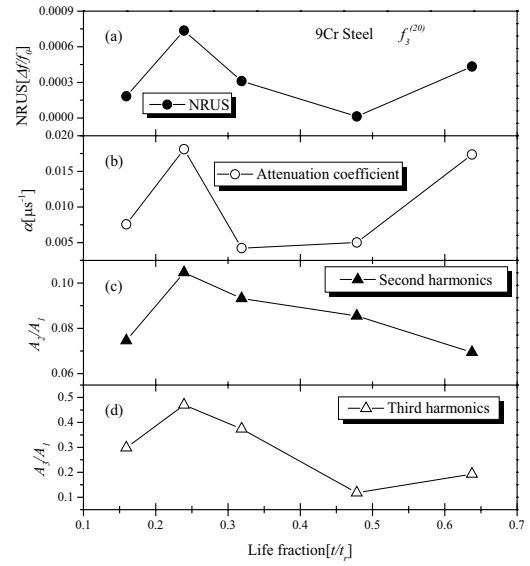 0.0009
(a)
9Cr Steel f₃⁽²⁰⁾
NRUS[Δf/f₀]
0.0006
0.0003
NRUS
0.0000
0.020
(b)
0.015
Attenuation coefficient
α[μs⁻¹]
0.010
0.005
(c)
Second harmonics
0.10
A₂/A₁
0.08
0.06
(d)
Third harmonics
0.5
0.4
A₃/A₁
0.3
0.2
0.1
0.1 0.2 0.3 0.4 0.5 0.6 0.7
Life fraction[t/tᵣ]